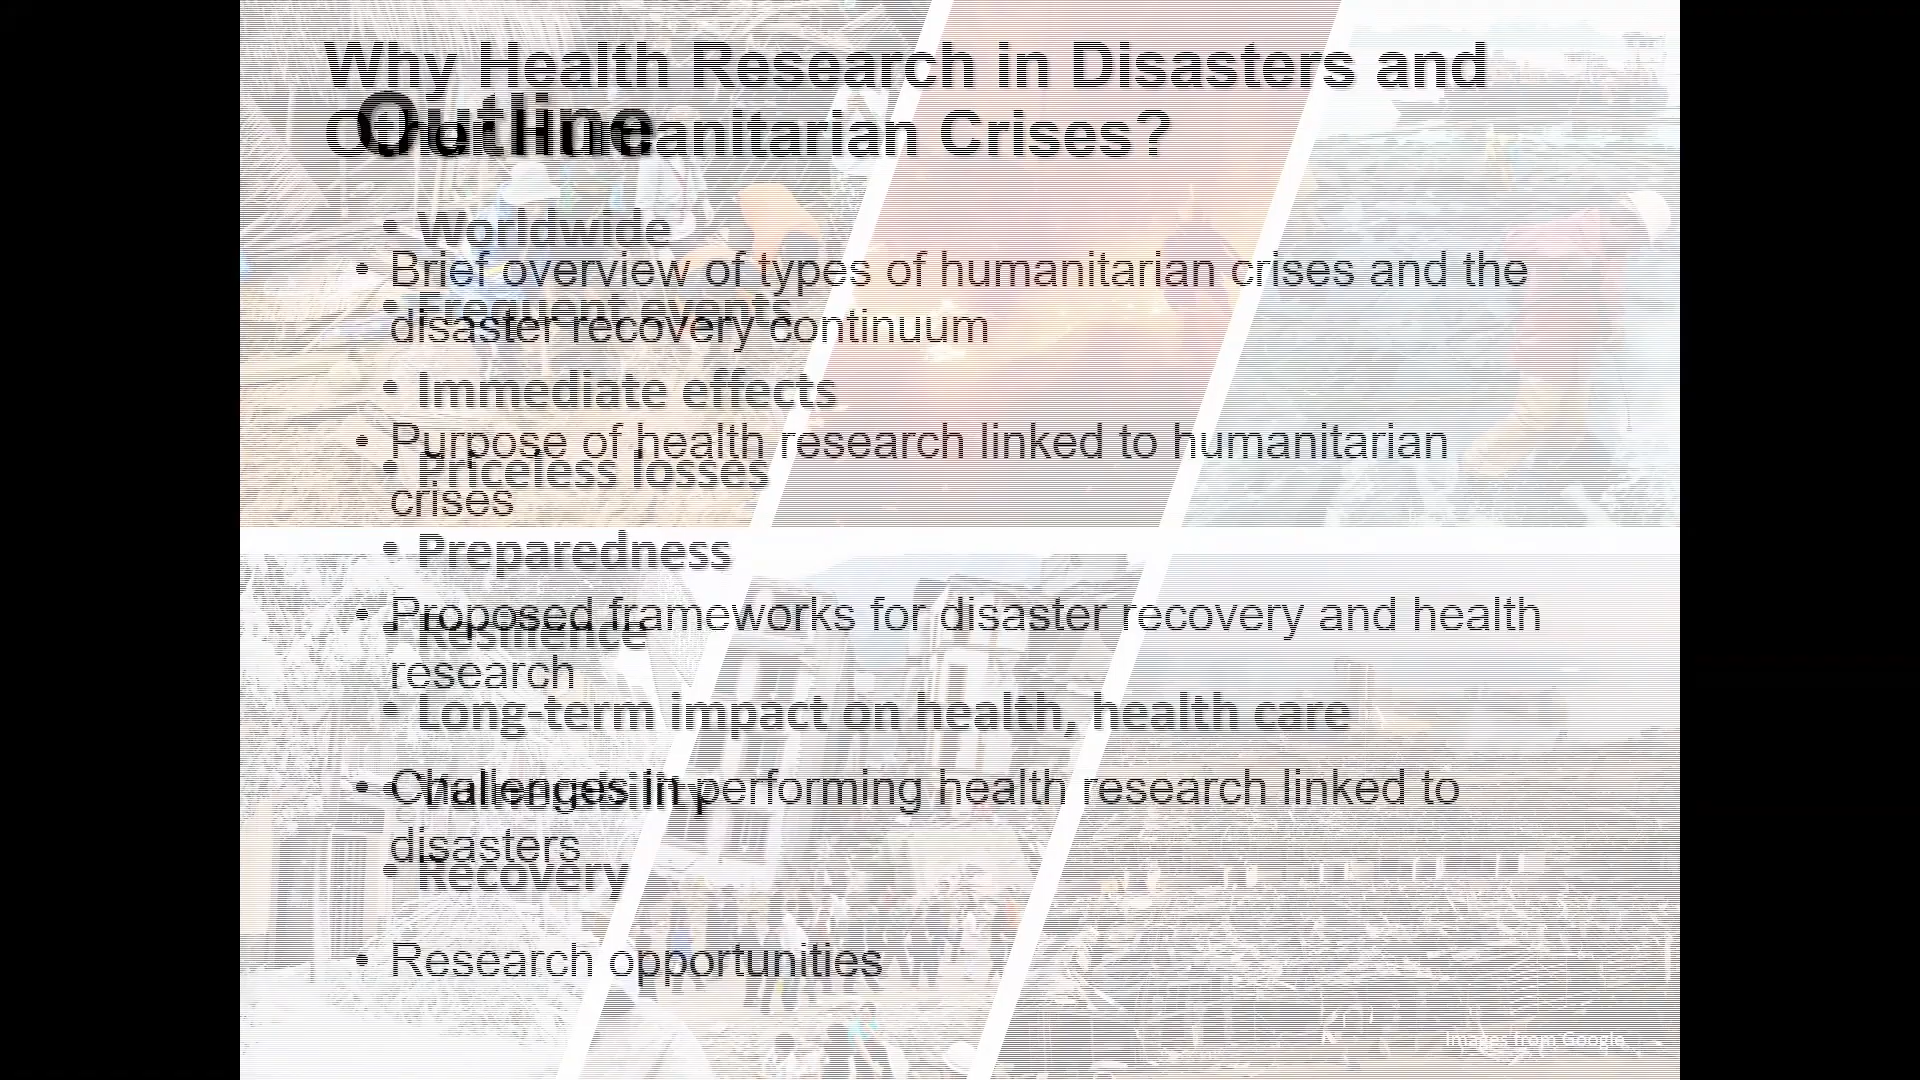 Why Health Research in Disasters and
Other Humanitarian Crises?
• Worldwide
• Frequent events
• Immediate effects
• Priceless losses
• Preparedness
• Resilience
• Long-term impact on health, health care
• Recovery
Outline
• Brief overview of types of humanitarian crises and the
disaster recovery continuum
• Purpose of health research linked to humanitarian
crises
• Proposed frameworks for disaster recovery and health
research
• Challenges in performing health research linked to
disasters
• Research opportunities
Images from Google